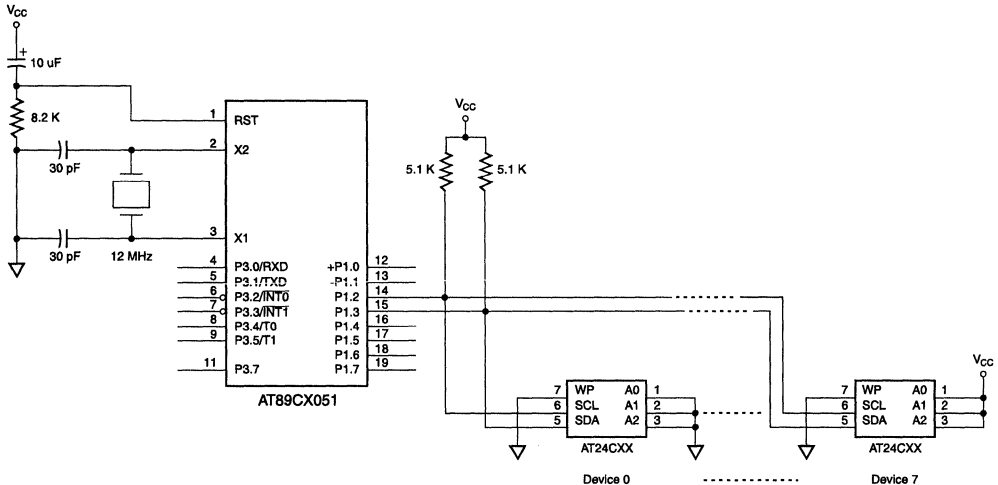 VCC
+
10 uF
8.2 K
30 pF
30 pF
12 MHz
1 RST
2 X2
3 X1
4 P3.0/RXD
5 P3.1/TXD
6 P3.2/INT0
7 P3.3/INT1
8 P3.4/T0
9 P3.5/T1
11 P3.7
+P1.0 12
-P1.1 13
P1.2 14
P1.3 15
P1.4 16
P1.5 17
P1.6 18
P1.7 19
AT89CX051
VCC
5.1 K
5.1 K
7 WP A0 1
6 SCL A1 2
5 SDA A2 3
AT24CXX
Device 0
VCC
7 WP A0 1
6 SCL A1 2
5 SDA A2 3
AT24CXX
Device 7